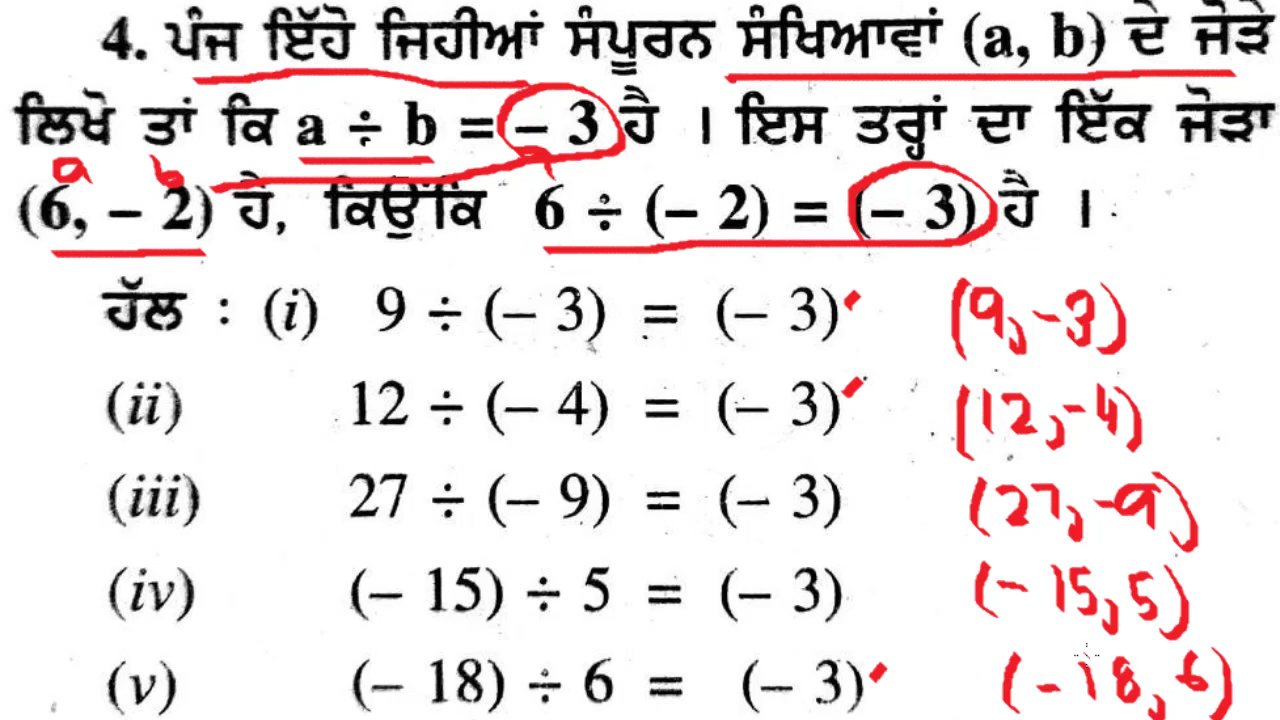 4. ਪੰਜ ਇੱਹੋ ਜਿਹੀਆਂ ਸੰਪੂਰਨ ਸੰਖਿਆਵਾਂ (a, b) ਦੇ ਜੋੜੇ
ਲਿਖੋ ਤਾਂ ਕਿ a ÷ b = – 3 ਹੈ । ਇਸ ਤਰ੍ਹਾਂ ਦਾ ਇੱਕ ਜੋੜਾ
a b
(6, – 2) ਹੇ, ਕਿਉਂਕਿ 6 ÷ (– 2) = (– 3) ਹੈ ।
ਹੱਲ : (i) 9 ÷ (– 3) = (– 3) (9, -3)
(ii) 12 ÷ (– 4) = (– 3) (12, -4)
(iii) 27 ÷ (– 9) = (– 3) (27, -9)
(iv) (– 15) ÷ 5 = (– 3) (-15, 5)
(v) (– 18) ÷ 6 = (– 3) (-18, 6)